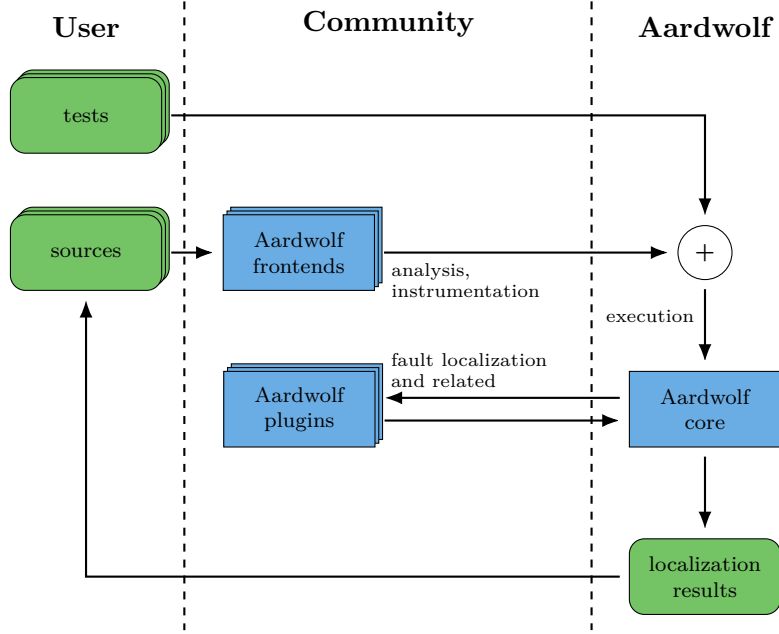 User
Community
Aardwolf
tests
sources
Aardwolf
frontends
analysis,
instrumentation
+
execution
fault localization
and related
Aardwolf
plugins
Aardwolf
core
localization
results